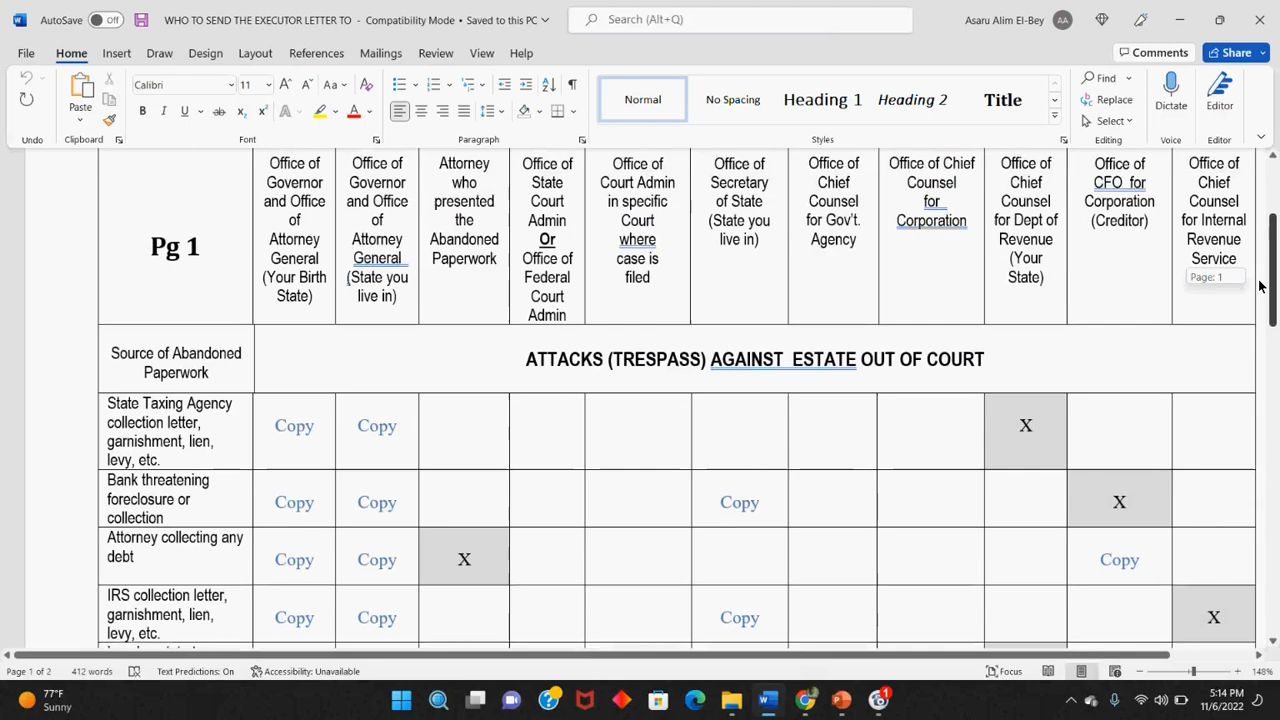 AutoSave Off WHO TO SEND THE EXECUTOR LETTER TO - Compatibility Mode • Saved to this PC Search (Alt+Q) Asaru Alim El-Bey AA
File Home Insert Draw Design Layout References Mailings Review View Help Comments Share
Paste
Calibri 11
Aa
B I U ab x₂ x² A A
Normal No Spacing Heading 1 Heading 2 Title
Find
Replace
Select
Dictate
Editor
Undo Clipboard Font Paragraph Styles Editing Voice Editor
Pg 1
Office of
Governor
and Office
of
Attorney
General
(Your Birth
State)
Office of
Governor
and Office
of
Attorney
General
(State you
live in)
Attorney
who
presented
the
Abandoned
Paperwork
Office of
State
Court
Admin
Or
Office of
Federal
Court
Admin
Office of
Court Admin
in specific
Court
where
case is
filed
Office of
Secretary
of State
(State you
live in)
Office of
Chief
Counsel
for Gov't.
Agency
Office of Chief
Counsel
for
Corporation
Office of
Chief
Counsel
for Dept of
Revenue
(Your
State)
Office of
CFO for
Corporation
(Creditor)
Office of
Chief
Counsel
for Internal
Revenue
Service
Page: 1
Source of Abandoned
Paperwork
ATTACKS (TRESPASS) AGAINST ESTATE OUT OF COURT
State Taxing Agency
collection letter,
garnishment, lien,
levy, etc.
Copy Copy X
Bank threatening
foreclosure or
collection
Copy Copy Copy X
Attorney collecting any
debt
Copy Copy X Copy
IRS collection letter,
garnishment, lien,
levy, etc.
Copy Copy Copy X
Page 1 of 2 412 words Text Predictions: On Accessibility: Unavailable Focus 148%
77°F
Sunny
1
5:14 PM
11/6/2022